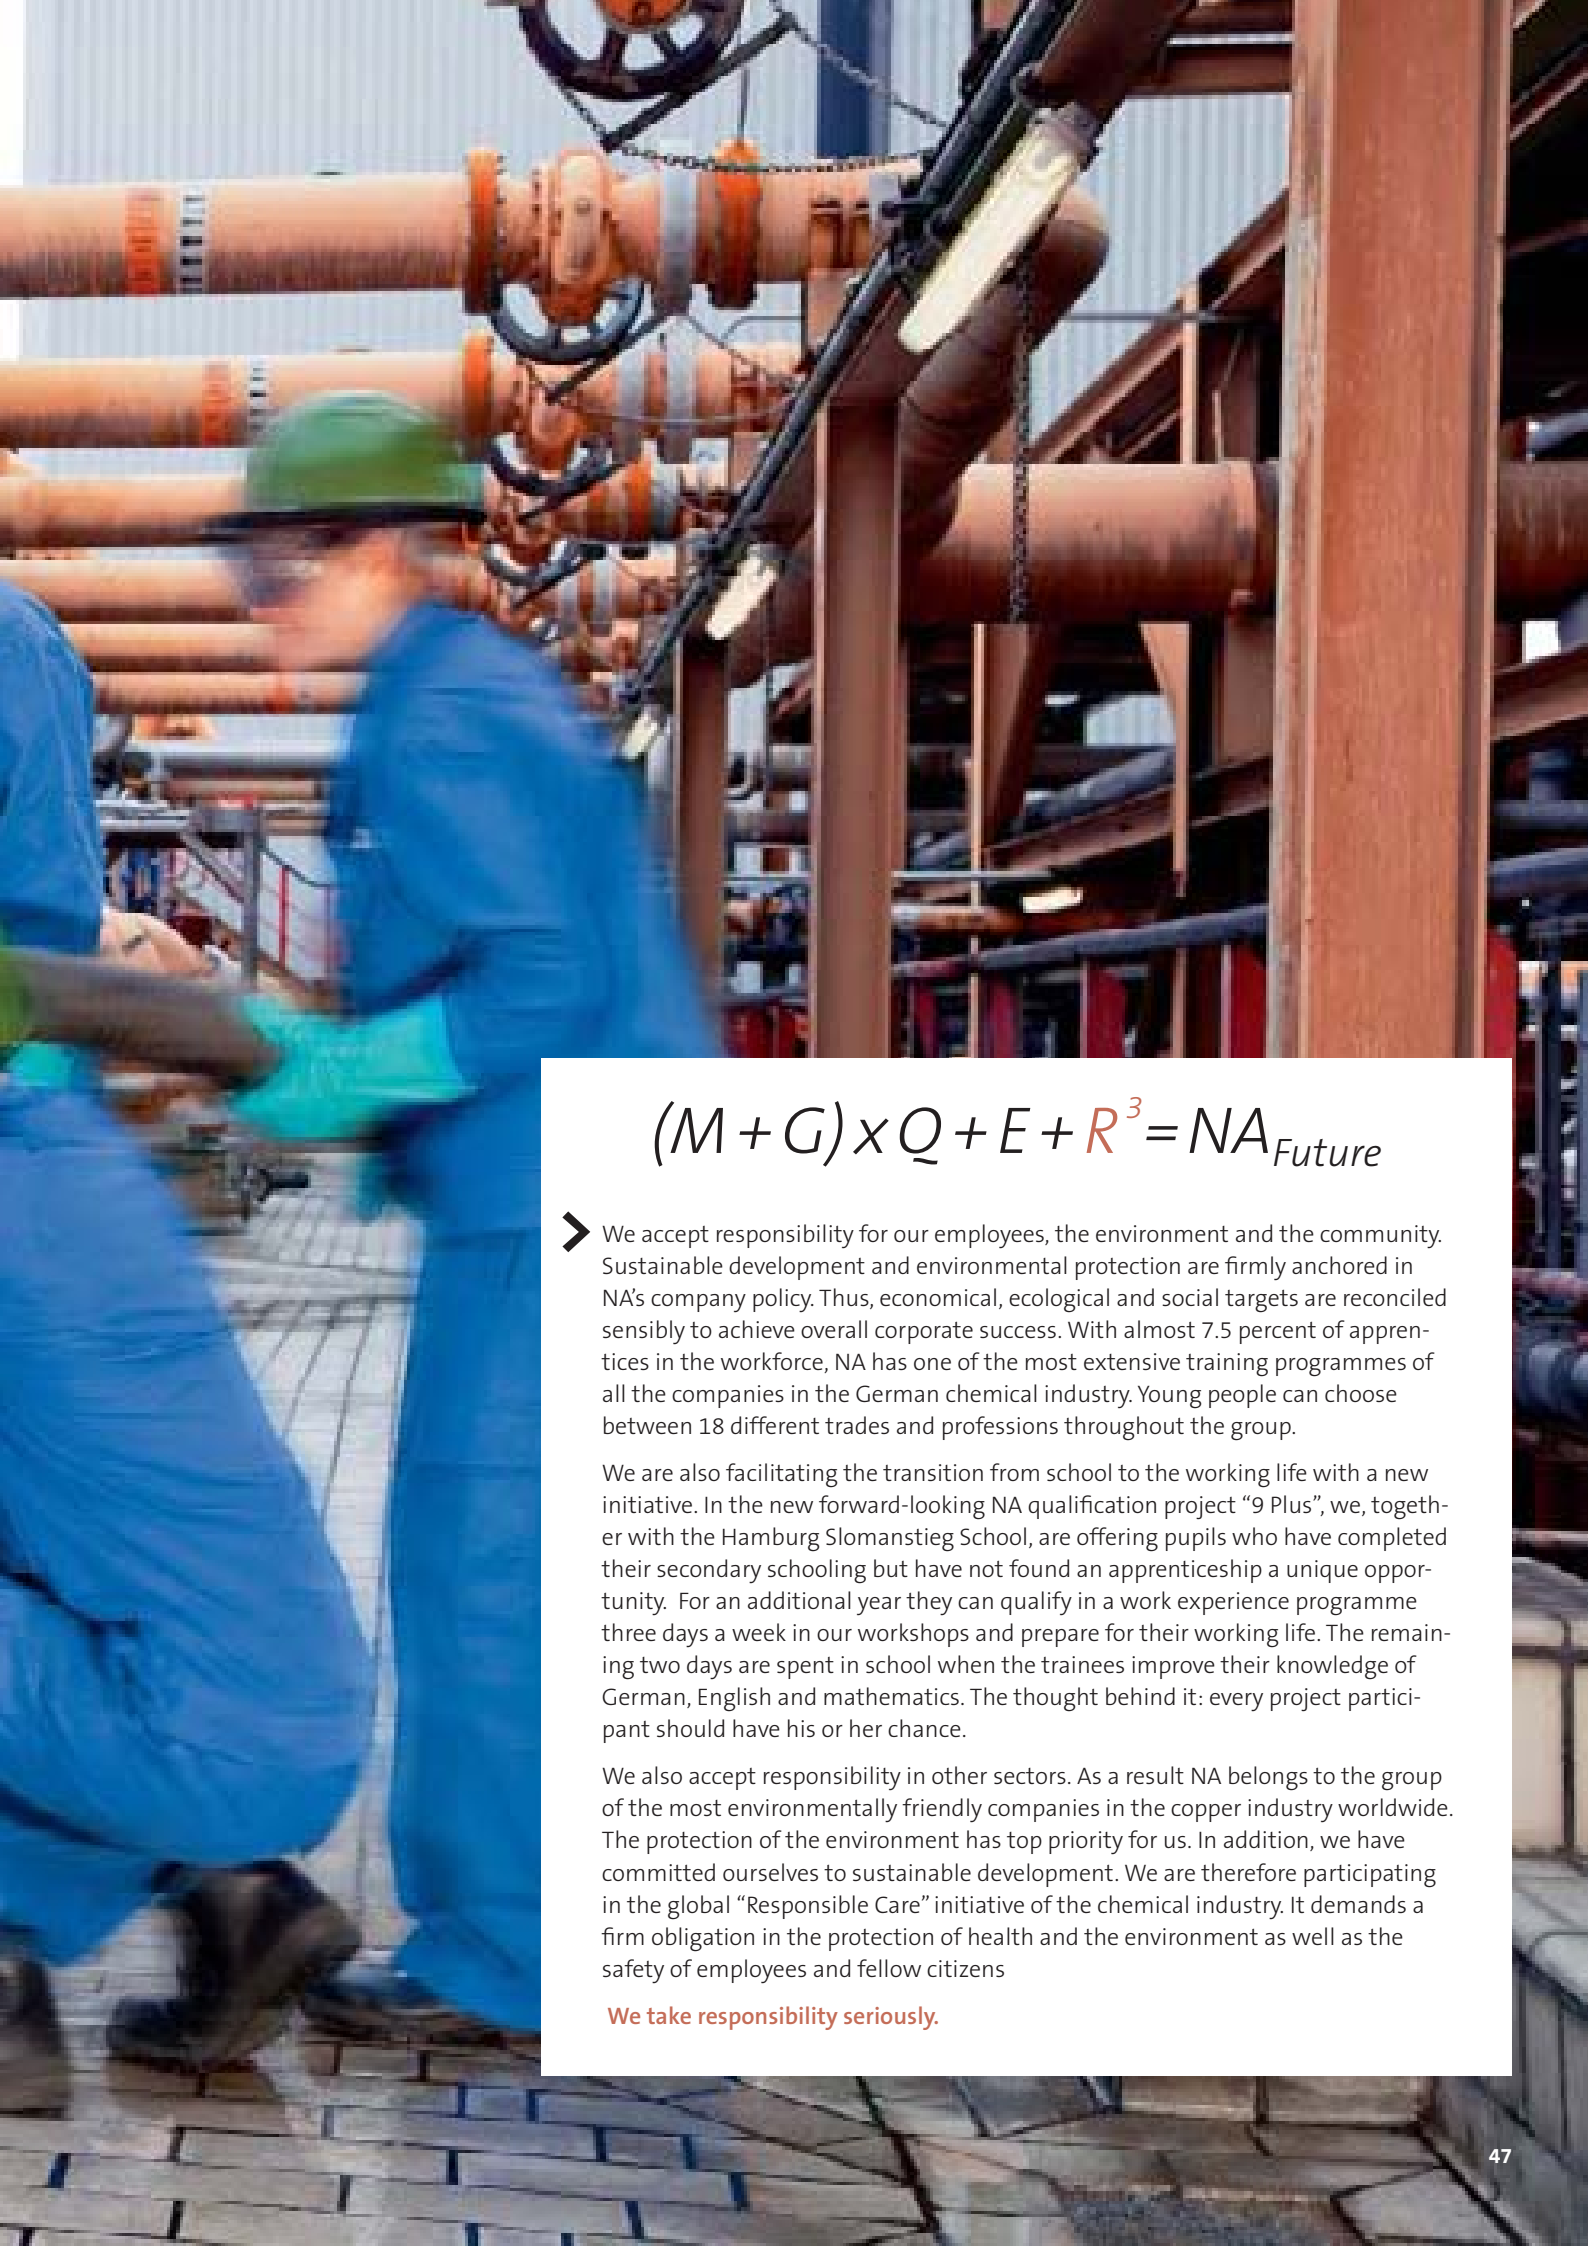 (M + G) x Q + E + R³ = NA Future
We accept responsibility for our employees, the environment and the community.
Sustainable development and environmental protection are firmly anchored in
NA’s company policy. Thus, economical, ecological and social targets are reconciled
sensibly to achieve overall corporate success. With almost 7.5 percent of appren-
tices in the workforce, NA has one of the most extensive training programmes of
all the companies in the German chemical industry. Young people can choose
between 18 different trades and professions throughout the group.
We are also facilitating the transition from school to the working life with a new
initiative. In the new forward-looking NA qualification project “9 Plus”, we, togeth-
er with the Hamburg Slomanstieg School, are offering pupils who have completed
their secondary schooling but have not found an apprenticeship a unique oppor-
tunity. For an additional year they can qualify in a work experience programme
three days a week in our workshops and prepare for their working life. The remain-
ing two days are spent in school when the trainees improve their knowledge of
German, English and mathematics. The thought behind it: every project partici-
pant should have his or her chance.
We also accept responsibility in other sectors. As a result NA belongs to the group
of the most environmentally friendly companies in the copper industry worldwide.
The protection of the environment has top priority for us. In addition, we have
committed ourselves to sustainable development. We are therefore participating
in the global “Responsible Care” initiative of the chemical industry. It demands a
firm obligation in the protection of health and the environment as well as the
safety of employees and fellow citizens
We take responsibility seriously.
47